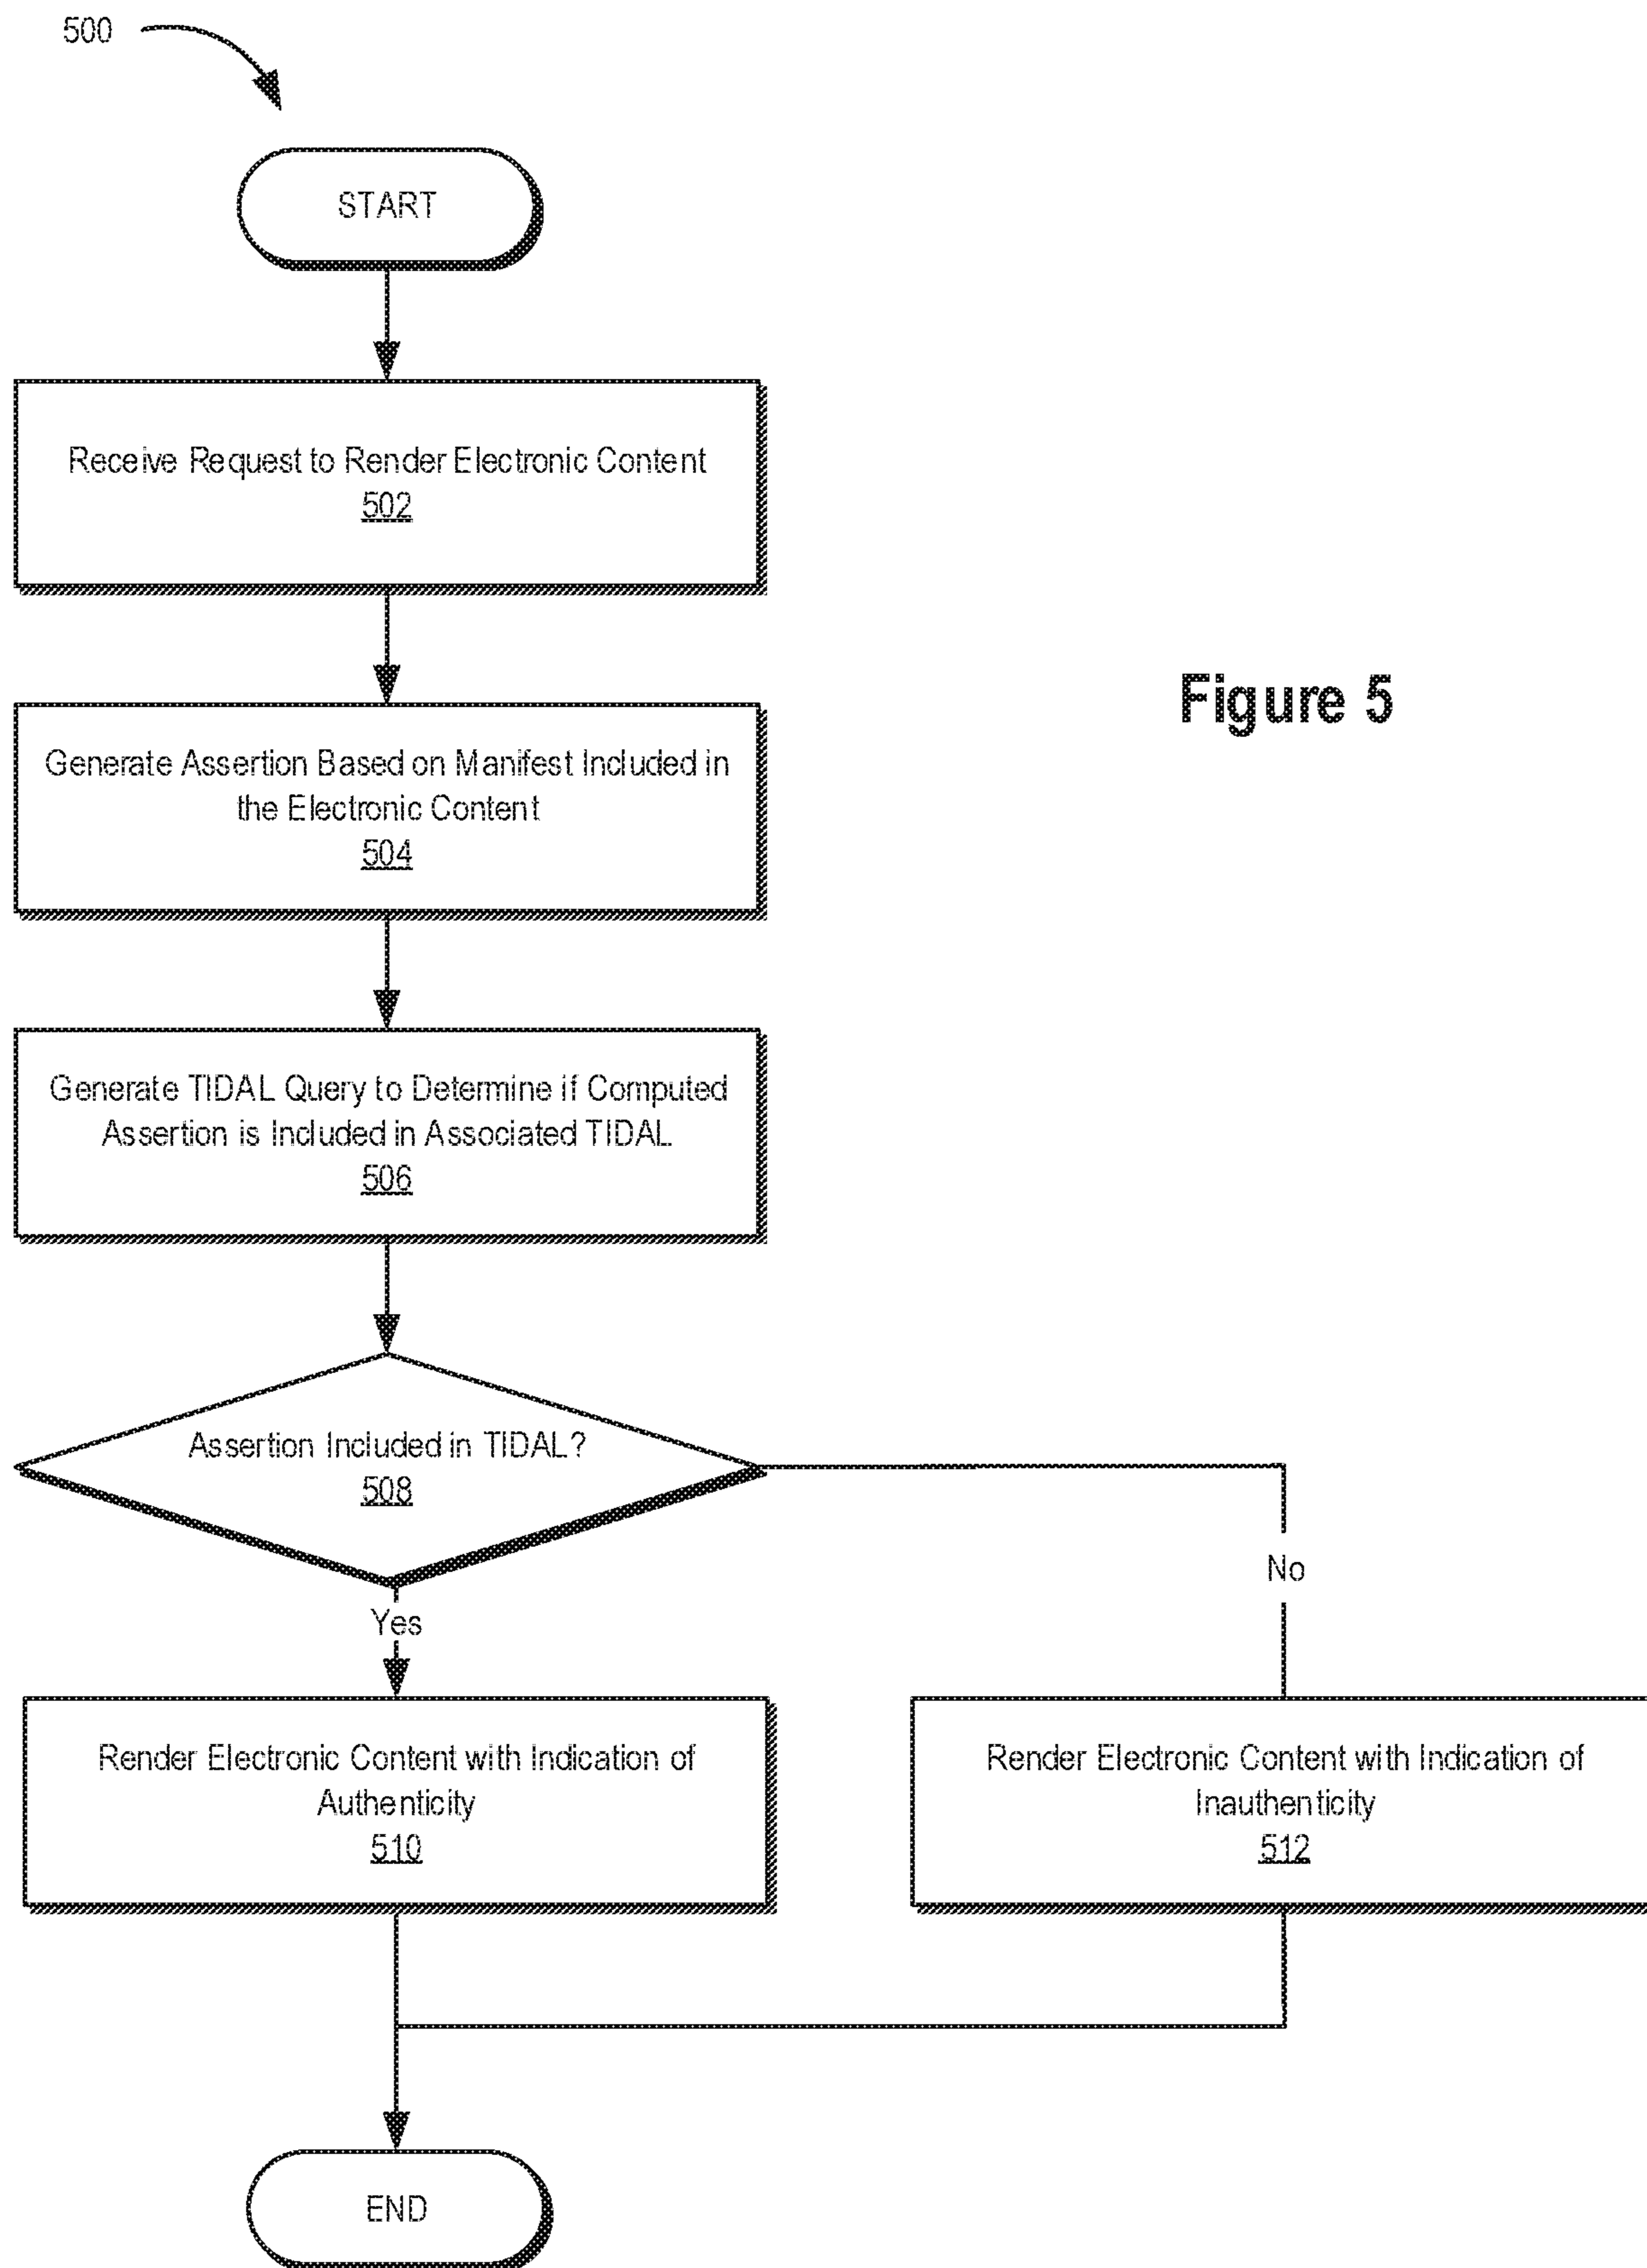 500
START
Receive Request to Render Electronic Content
502
Figure 5
Generate Assertion Based on Manifest Included in
the Electronic Content
504
Generate TIDAL Query to Determine if Computed
Assertion is Included in Associated TIDAL
506
Assertion Included in TIDAL?
508
No
Yes
Render Electronic Content with Indication of
Authenticity
510
Render Electronic Content with Indication of
Inauthenticity
512
END